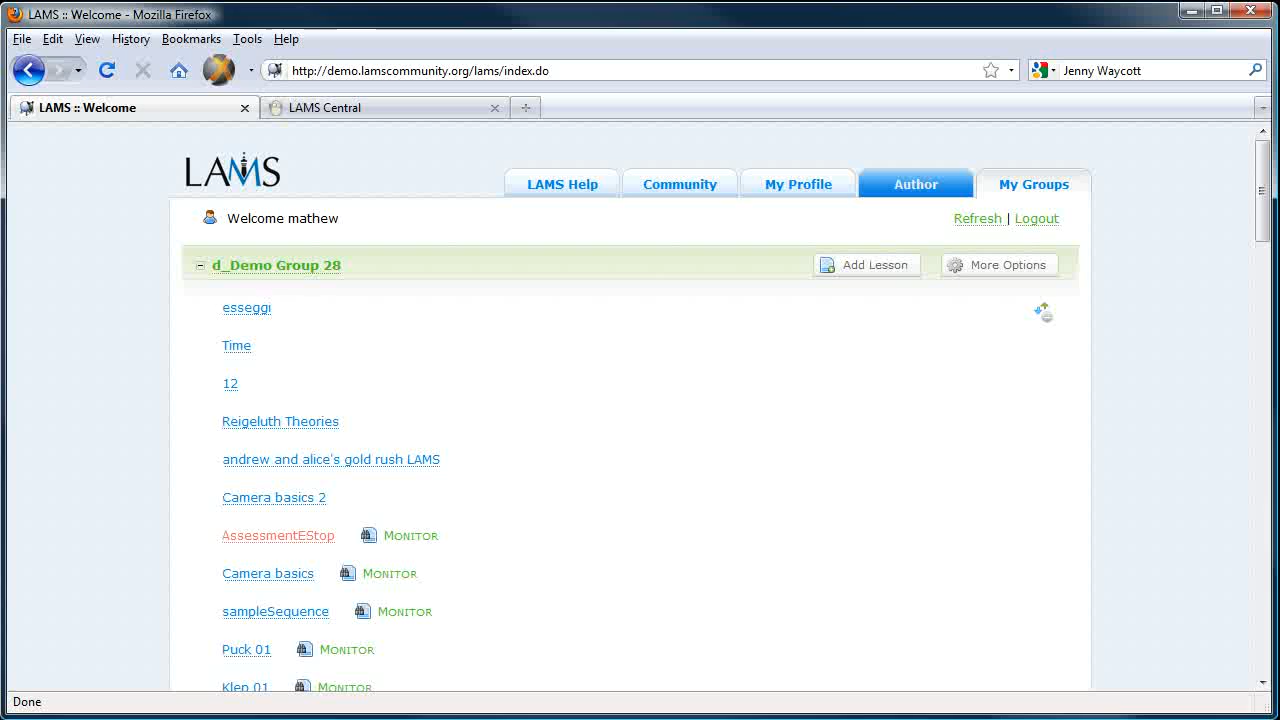 LAMS :: Welcome - Mozilla Firefox
File Edit View History Bookmarks Tools Help
http://demo.lamscommunity.org/lams/index.do Jenny Waycott
LAMS :: Welcome LAMS Central
LAMS
LAMS Help Community My Profile Author My Groups
Welcome mathew Refresh | Logout
d_Demo Group 28 Add Lesson More Options
esseggi
Time
12
Reigeluth Theories
andrew and alice's gold rush LAMS
Camera basics 2
AssessmentEStop MONITOR
Camera basics MONITOR
sampleSequence MONITOR
Puck 01 MONITOR
Klep 01 MONITOR
Done